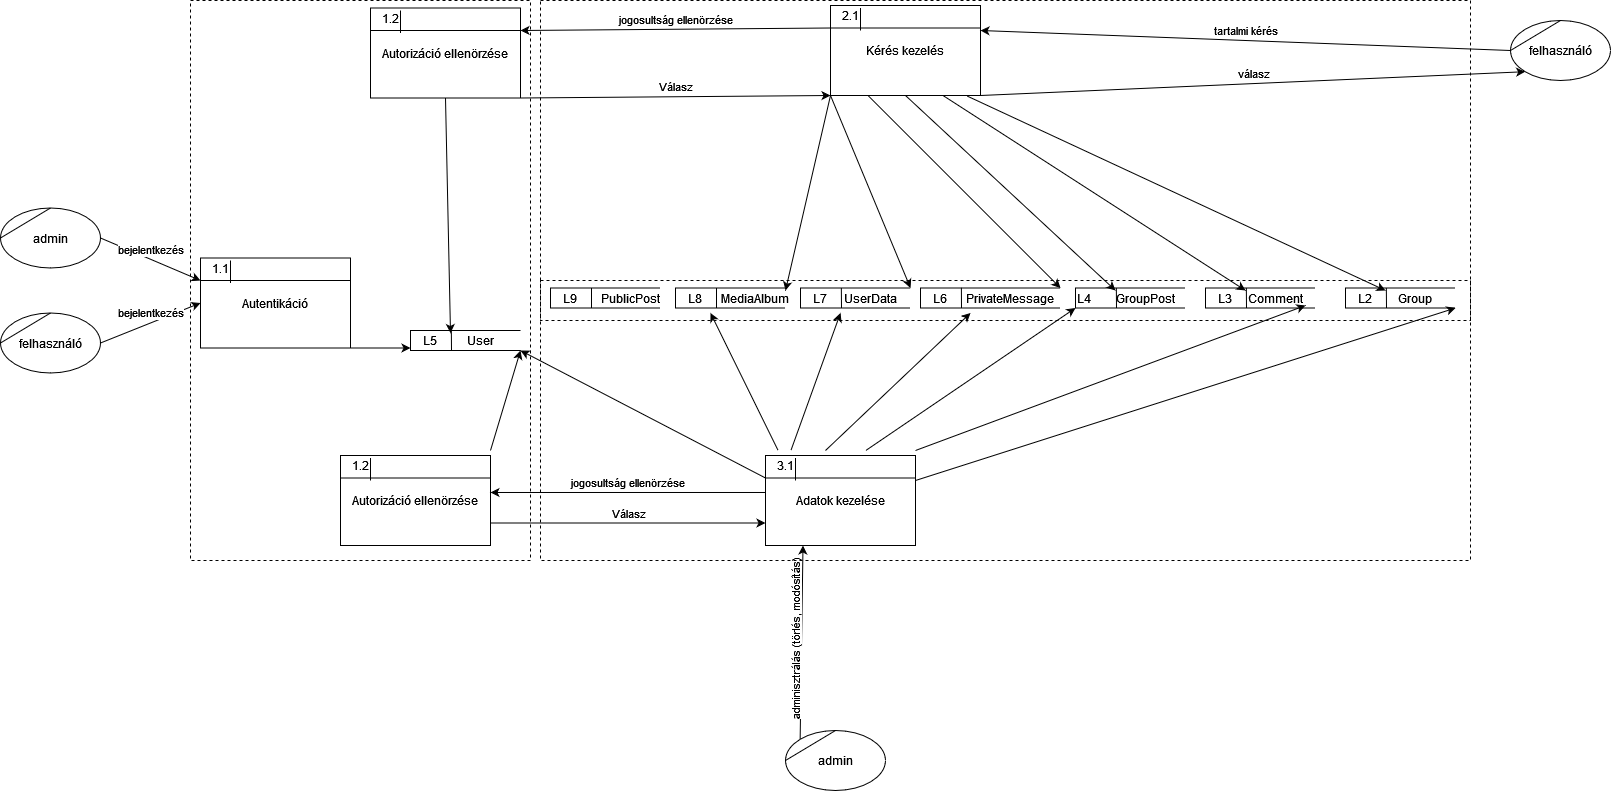 1.2
Autorizáció ellenörzése
jogosultság ellenörzése
2.1
Kérés kezelés
tartalmi kérés
felhasználó
válasz
Válasz
admin
bejelentkezés
1.1
Autentikáció
bejelentkezés
felhasználó
L9 PublicPost
L8 MediaAlbum
L7 UserData
L6 PrivateMessage
L4 GroupPost
L3 Comment
L2 Group
L5 User
1.2
Autorizáció ellenörzése
jogosultság ellenörzése
Válasz
3.1
Adatok kezelése
adminisztrálás (törlés, modósítás)
admin